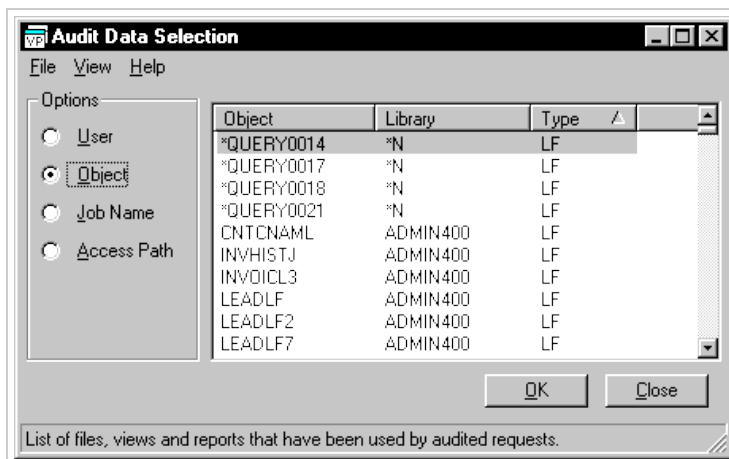 VP Audit Data Selection
File View Help
Options
User
Object
Job Name
Access Path
Object Library Type
*QUERY0014 *N LF
*QUERY0017 *N LF
*QUERY0018 *N LF
*QUERY0021 *N LF
CNTCNAML ADMIN400 LF
INVHISTJ ADMIN400 LF
INVOICL3 ADMIN400 LF
LEADLF ADMIN400 LF
LEADLF2 ADMIN400 LF
LEADLF7 ADMIN400 LF
OK Close
List of files, views and reports that have been used by audited requests.